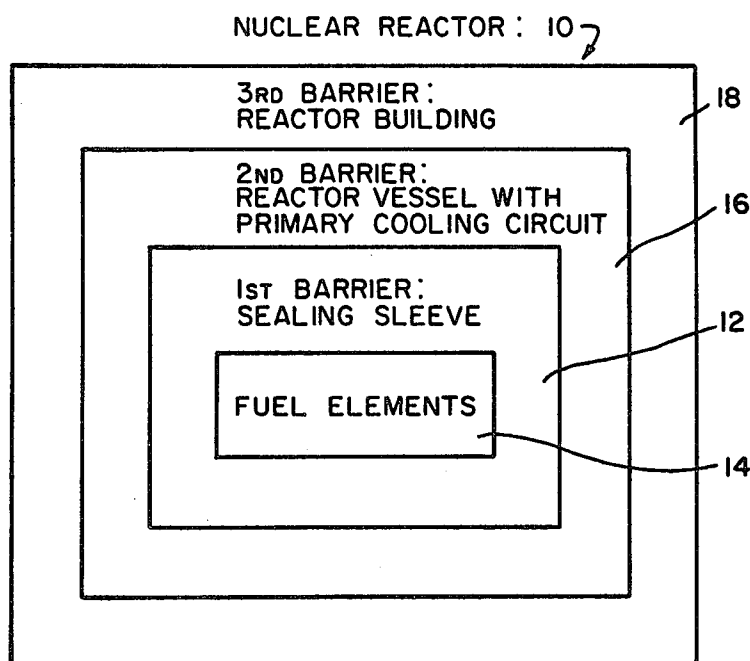 NUCLEAR REACTOR: 10
3RD BARRIER:
REACTOR BUILDING
18
2ND BARRIER:
REACTOR VESSEL WITH
PRIMARY COOLING CIRCUIT
16
1ST BARRIER:
SEALING SLEEVE
12
FUEL ELEMENTS
14